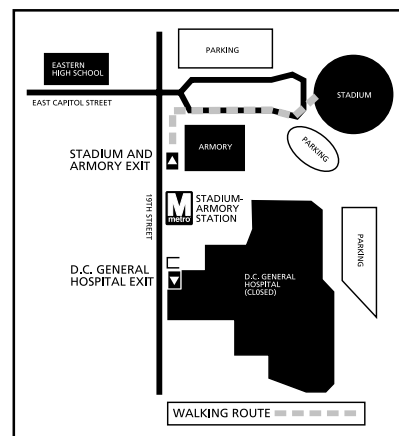 PARKING
EASTERN
HIGH SCHOOL
STADIUM
EAST CAPITOL STREET
ARMORY
PARKING
STADIUM AND
ARMORY EXIT
M
metro
STADIUM-
ARMORY
STATION
19TH STREET
PARKING
D.C. GENERAL
HOSPITAL EXIT
D.C. GENERAL
HOSPITAL
(CLOSED)
WALKING ROUTE